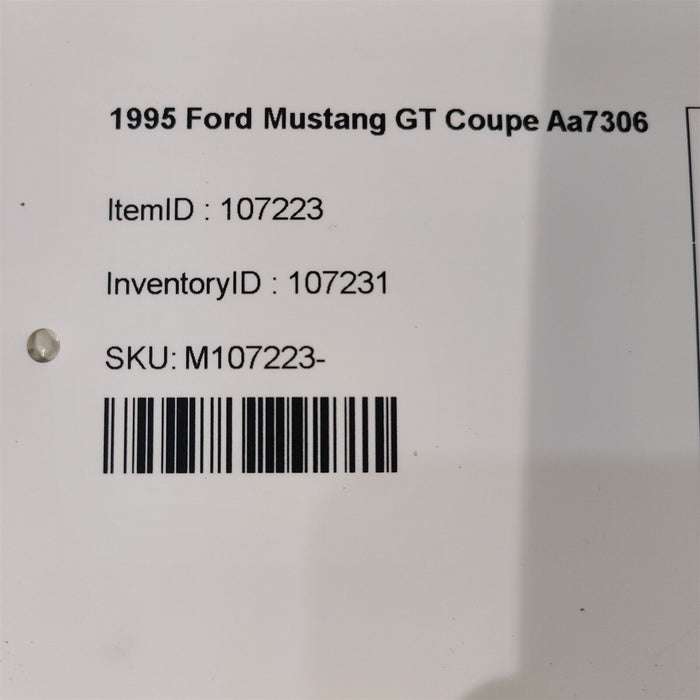 1995 Ford Mustang GT Coupe Aa7306
ItemID : 107223
InventoryID : 107231
SKU: M107223-